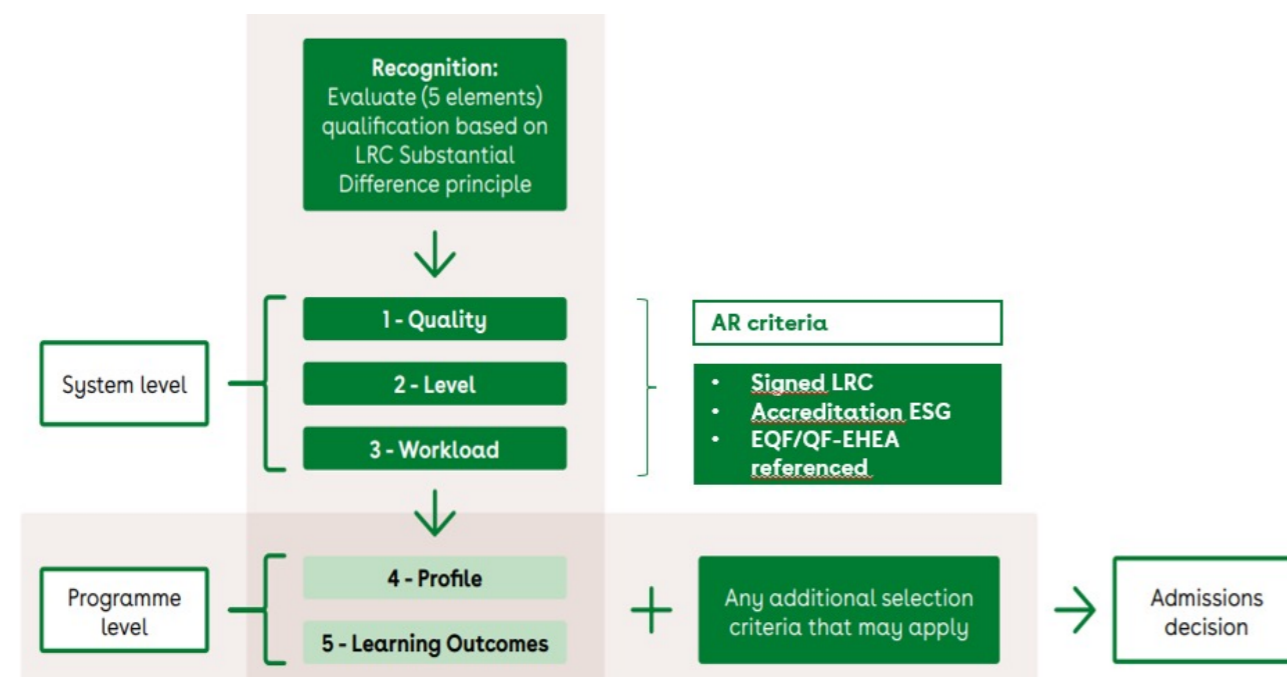 Recognition:
Evaluate (5 elements)
qualification based on
LRC Substantial
Difference principle
System level
1 - Quality
2 - Level
3 - Workload
AR criteria
• Signed LRC
• Accreditation ESG
• EQF/QF-EHEA
referenced
Programme
level
4 - Profile
5 - Learning Outcomes
+
Any additional selection
criteria that may apply
Admissions
decision